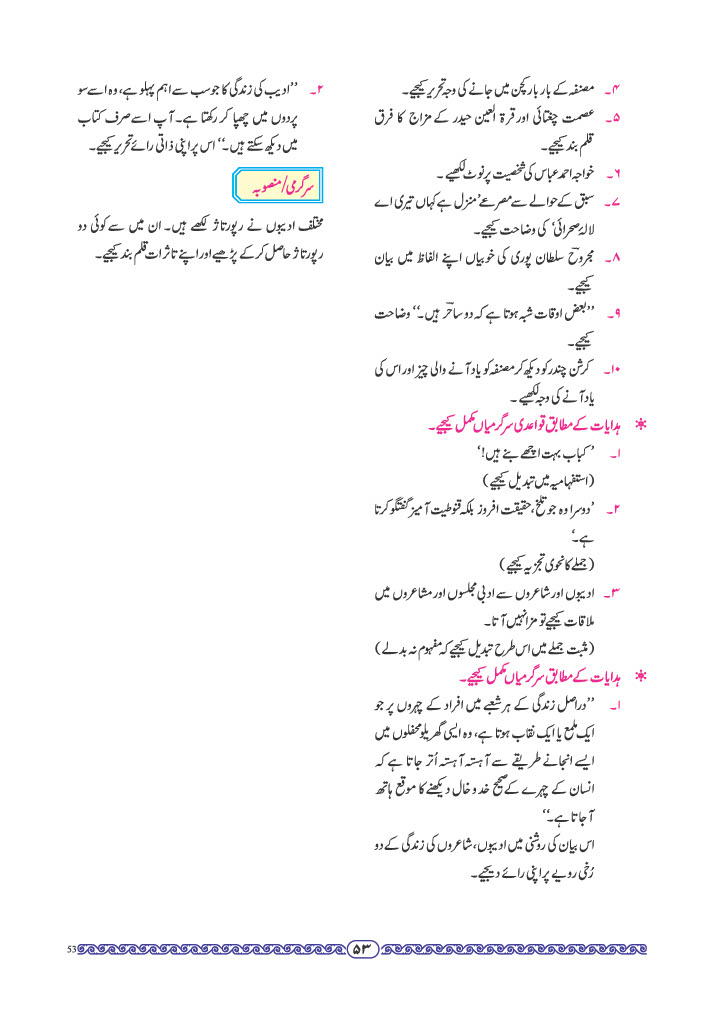 ۴۔ مصنفہ کے بار بار کچن میں جانے کی وجہ تحریر کیجیے۔
۵۔ عصمت چغتائی اور قرۃ العین حیدر کے مزاج کا فرق
قلم بند کیجیے۔
۶۔ خواجہ احمد عباس کی شخصیت پر نوٹ لکھیے۔
۷۔ سبق کے حوالے سے مصرعے ’منزل ہے کہاں تیری اے
لالۂ صحرائی‘ کی وضاحت کیجیے۔
۸۔ مجروحؔ سلطان پوری کی خوبیاں اپنے الفاظ میں بیان
کیجیے۔
۹۔ ’’بعض اوقات شبہ ہوتا ہے کہ دو ساحرؔ ہیں۔‘‘ وضاحت
کیجیے۔
۱۰۔ کرشن چندر کو دیکھ کر مصنفہ کو یاد آنے والی چیز اور اس کی
یاد آنے کی وجہ لکھیے۔
* ہدایات کے مطابق قواعدی سرگرمیاں مکمل کیجیے۔
۱۔ ’کباب بہت اچھے بنے ہیں!‘
(استفہامیہ میں تبدیل کیجیے)
۲۔ ’دوسرا وہ جو تلخ، حقیقت افروز بلکہ قنوطیت آمیز گفتگو کرتا
ہے۔‘
(جملے کا نحوی تجزیہ کیجیے)
۳۔ ادیبوں اور شاعروں سے ادبی مجلسوں اور مشاعروں میں
ملاقات کیجیے تو مزا نہیں آتا۔
(مثبت جملے میں اس طرح تبدیل کیجیے کہ مفہوم نہ بدلے)
* ہدایات کے مطابق سرگرمیاں مکمل کیجیے۔
۱۔ ’’دراصل زندگی کے ہر شعبے میں افراد کے چہروں پر جو
ایک ملمع یا ایک نقاب ہوتا ہے، وہ ایسی گھریلو محفلوں میں
ایسے انجانے طریقے سے آہستہ آہستہ اُتر جاتا ہے کہ
انسان کے چہرے کے صحیح خد و خال دیکھنے کا موقع ہاتھ
آ جاتا ہے۔‘‘
اس بیان کی روشنی میں ادیبوں، شاعروں کی زندگی کے دو
رُخی رویے پر اپنی رائے دیجیے۔
۲۔ ’’ادیب کی زندگی کا جو سب سے اہم پہلو ہے، وہ اسے سو
پردوں میں چھپا کر رکھتا ہے۔ آپ اسے صرف کتاب
میں دیکھ سکتے ہیں۔‘‘ اس پر اپنی ذاتی رائے تحریر کیجیے۔
سرگرمی/منصوبہ
مختلف ادیبوں نے رپورتاژ لکھے ہیں۔ ان میں سے کوئی دو
رپورتاژ حاصل کرکے پڑھیے اور اپنے تاثرات قلم بند کیجیے۔
۵۳
53